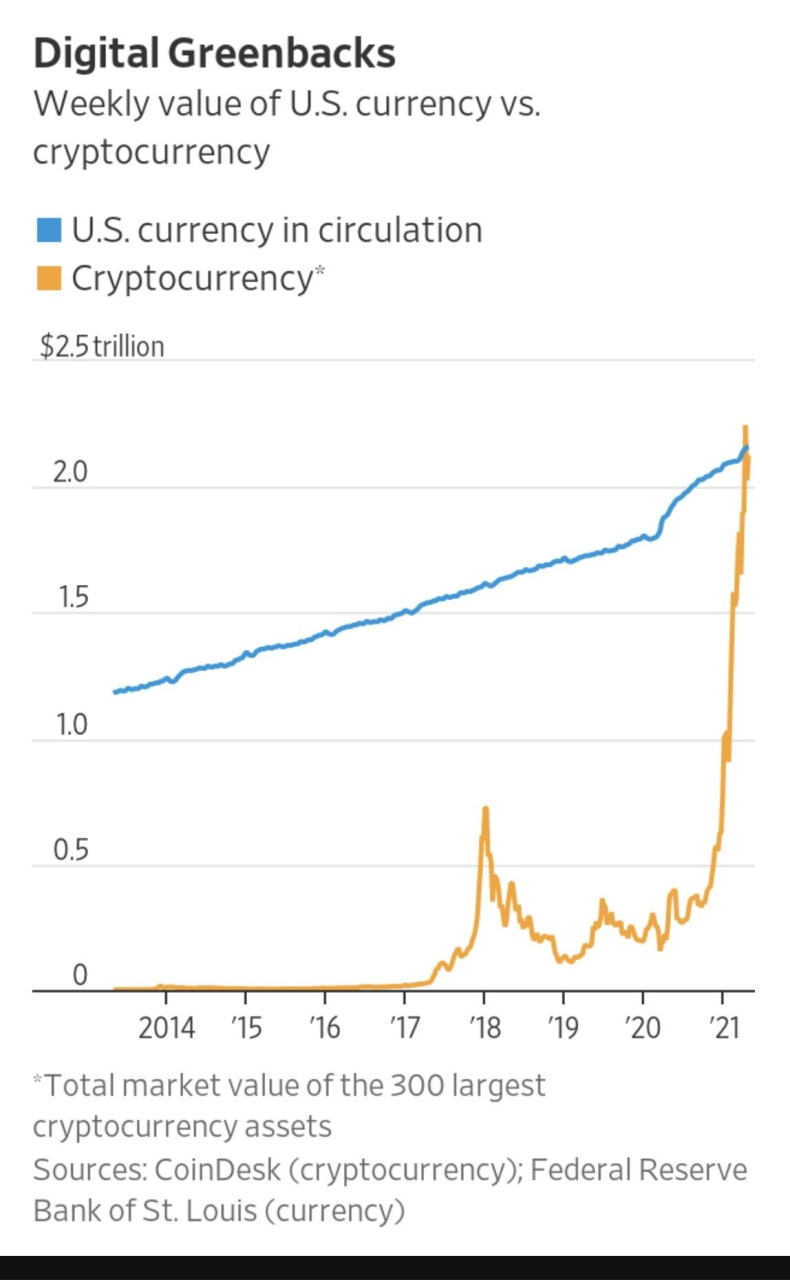 Digital Greenbacks
Weekly value of U.S. currency vs.
cryptocurrency
U.S. currency in circulation
Cryptocurrency*
$2.5 trillion
2.0
1.5
1.0
0.5
0
2014 ’15 ’16 ’17 ’18 ’19 ’20 ’21
*Total market value of the 300 largest
cryptocurrency assets
Sources: CoinDesk (cryptocurrency); Federal Reserve
Bank of St. Louis (currency)